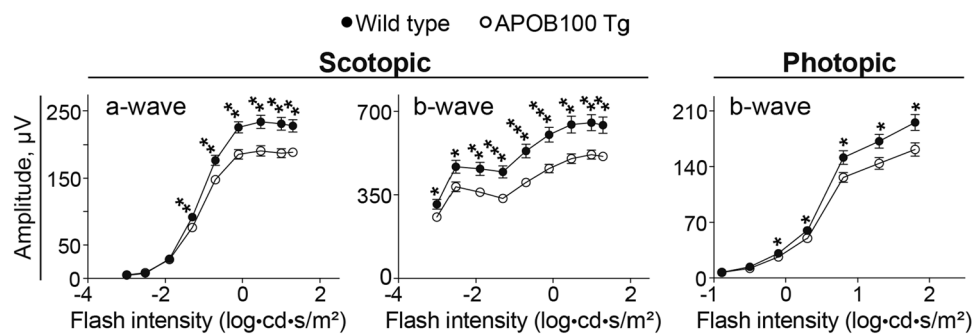 Wild type APOB100 Tg
Scotopic Photopic
a-wave b-wave b-wave
Amplitude, µV
250
150
50
0
700
350
0
210
140
70
0
-4 -2 0 2
-4 -2 0 2
-1 0 1 2
* ** ***
Flash intensity (log•cd•s/m²) Flash intensity (log•cd•s/m²) Flash intensity (log•cd•s/m²)